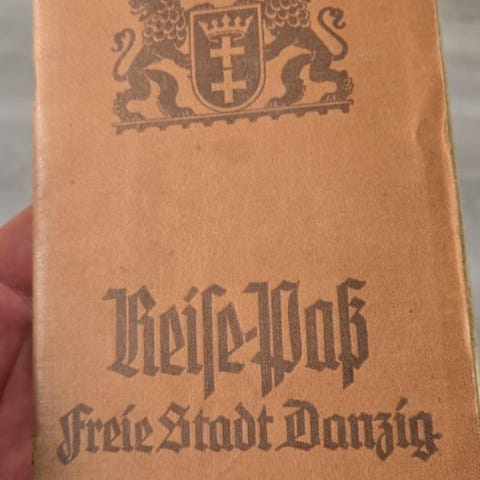 Reise-Paß
Freie Stadt Danzig